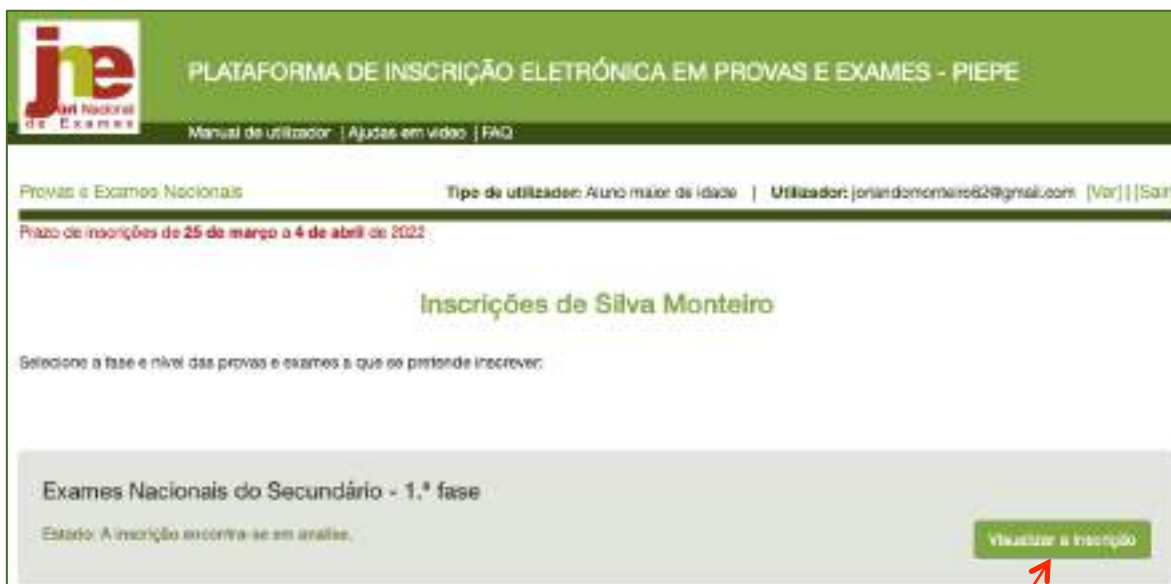 jne
Júri Nacional
de Exames
PLATAFORMA DE INSCRIÇÃO ELETRÓNICA EM PROVAS E EXAMES - PIEPE
Manual de utilizador | Ajudas em vídeo | FAQ
Provas e Exames Nacionais
Tipo de utilizador: Aluno maior de idade | Utilizador: jorlandomonteiro62@gmail.com [Ver] | [Sair
Prazo de inscrições de 25 de março a 4 de abril de 2022
Inscrições de Silva Monteiro
Selecione a fase e nível das provas e exames a que se pretende inscrever:
Exames Nacionais do Secundário - 1.ª fase
Estado: A inscrição encontra-se em análise.
Visualizar a inscrição